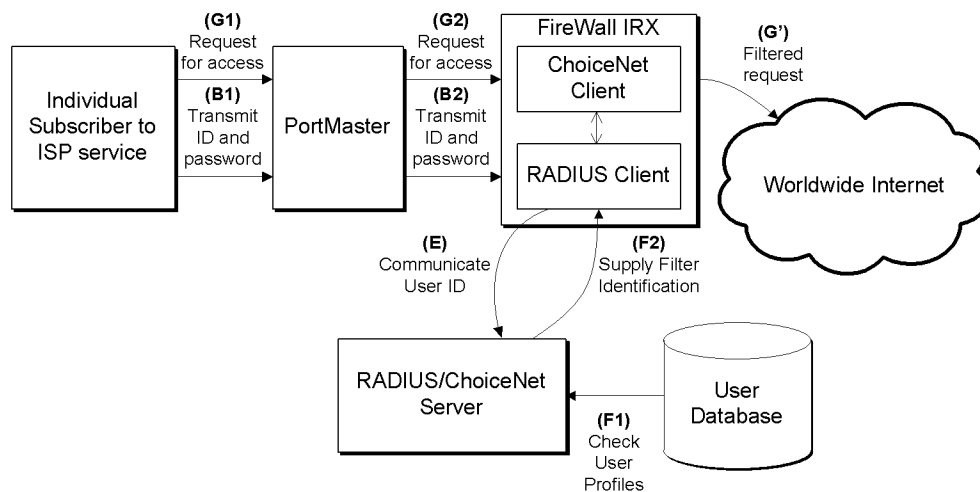 Individual
Subscriber to
ISP service
(G1)
Request
for access
(B1)
Transmit
ID and
password
PortMaster
(G2)
Request
for access
(B2)
Transmit
ID and
password
FireWall IRX
ChoiceNet
Client
RADIUS Client
(G')
Filtered
request
Worldwide Internet
(E)
Communicate
User ID
(F2)
Supply Filter
Identification
RADIUS/ChoiceNet
Server
(F1)
Check
User
Profiles
User
Database